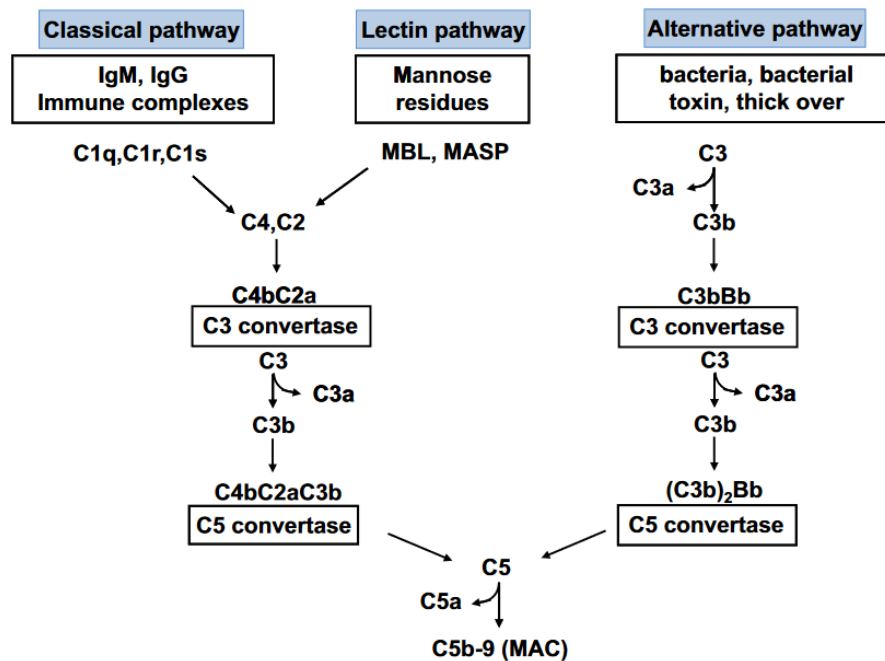 Classical pathway
Lectin pathway
Alternative pathway
IgM, IgG
Immune complexes
Mannose
residues
bacteria, bacterial
toxin, thick over
C1q,C1r,C1s
MBL, MASP
C3
C3a
C3b
C4,C2
C4bC2a
C3 convertase
C3bBb
C3 convertase
C3
C3a
C3b
C3
C3a
C3b
C4bC2aC3b
C5 convertase
(C3b)₂Bb
C5 convertase
C5
C5a
C5b-9 (MAC)